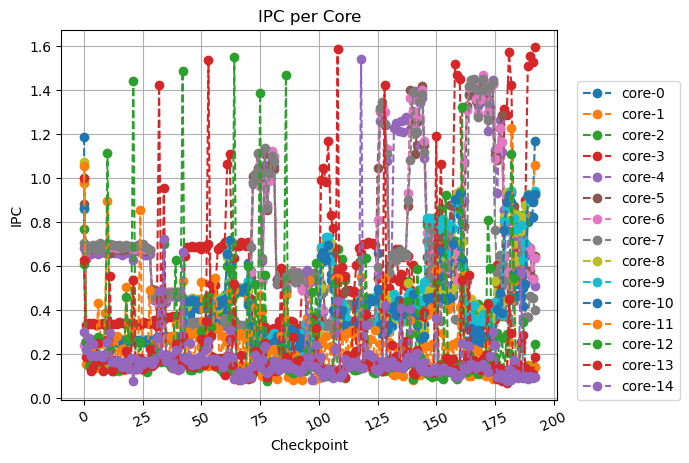 IPC per Core
IPC
1.6
1.4
1.2
1.0
0.8
0.6
0.4
0.2
0.0
0
25
50
75
100
125
150
175
200
Checkpoint
core-0
core-1
core-2
core-3
core-4
core-5
core-6
core-7
core-8
core-9
core-10
core-11
core-12
core-13
core-14